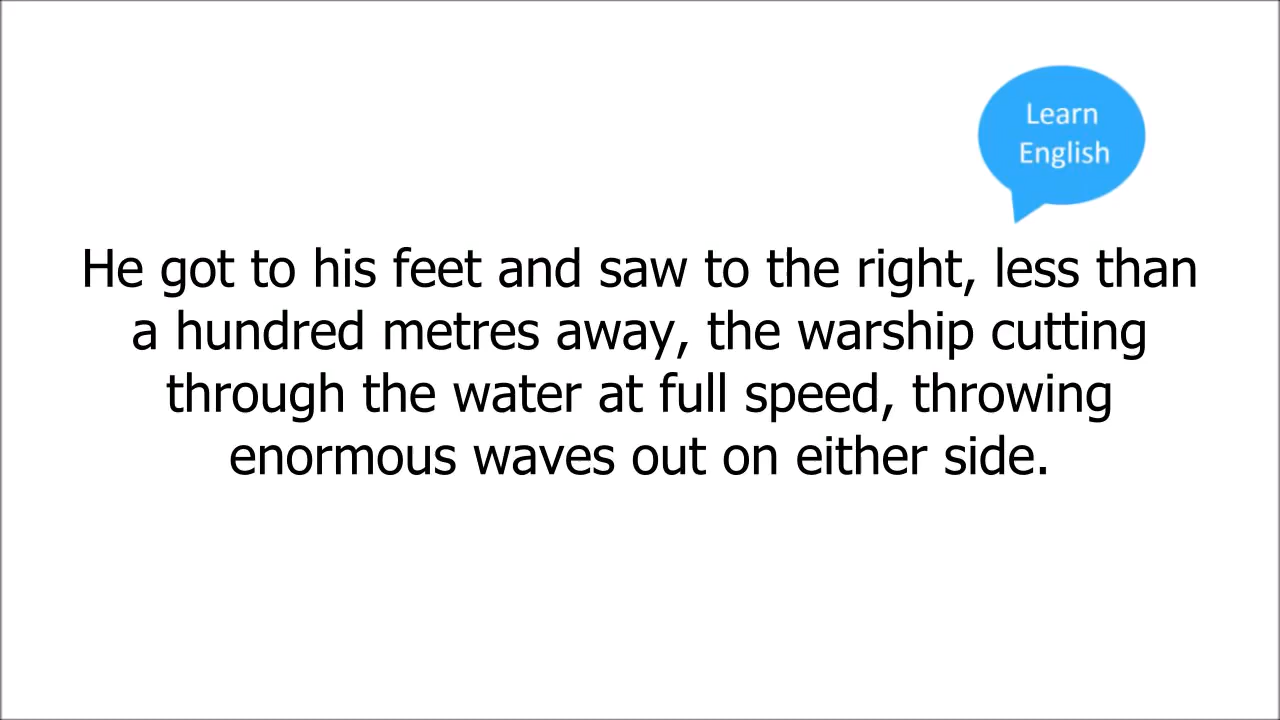 Learn
English
He got to his feet and saw to the right, less than
a hundred metres away, the warship cutting
through the water at full speed, throwing
enormous waves out on either side.